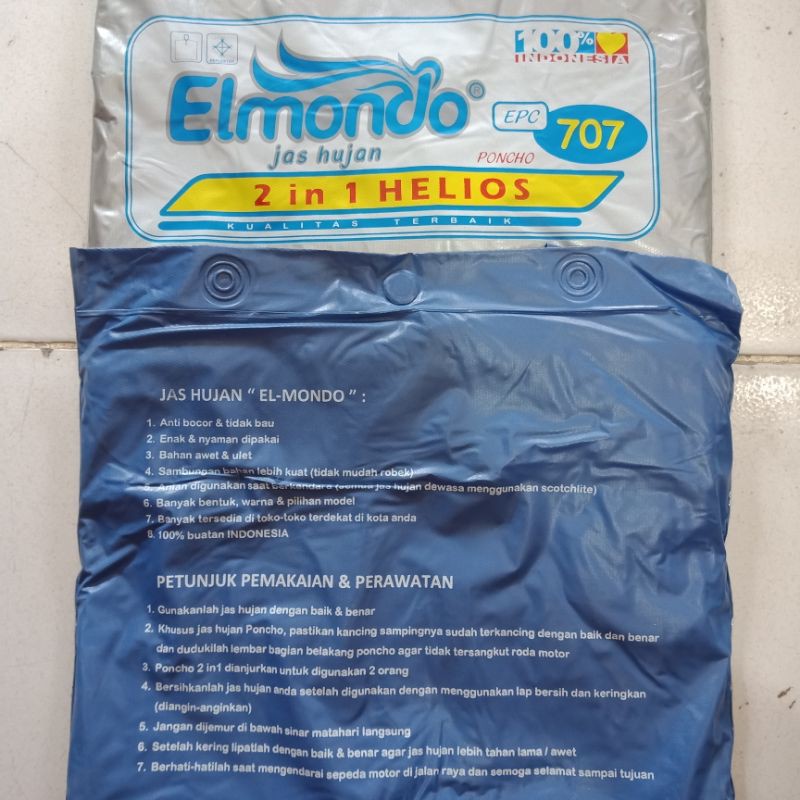 100% INDONESIA
Elmondo®
jas hujan
EPC 707
PONCHO
2 in 1 HELIOS
KUALITAS TERBAIK
JAS HUJAN " EL-MONDO " :
1. Anti bocor & tidak bau
2. Enak & nyaman dipakai
3. Bahan awet & ulet
4. Sambungan bahan lebih kuat (tidak mudah robek)
5. Aman digunakan saat berkandara (semua jas hujan dewasa menggunakan scotchlite)
6. Banyak bentuk, warna & pilihan model
7. Banyak tersedia di toko-toko terdekat di kota anda
8. 100% buatan INDONESIA
PETUNJUK PEMAKAIAN & PERAWATAN
1. Gunakanlah jas hujan dengan baik & benar
2. Khusus jas hujan Poncho, pastikan kancing sampingnya sudah terkancing dengan baik dan benar
dan dudukilah lembar bagian belakang poncho agar tidak tersangkut roda motor
3. Poncho 2 in1 dianjurkan untuk digunakan 2 orang
4. Bersihkanlah jas hujan anda setelah digunakan dengan menggunakan lap bersih dan keringkan
(diangin-anginkan)
5. Jangan dijemur di bawah sinar matahari langsung
6. Setelah kering lipatlah dengan baik & benar agar jas hujan lebih tahan lama / awet
7. Berhati-hatilah saat mengendarai sepeda motor di jalan raya dan semoga selamat sampai tujuan